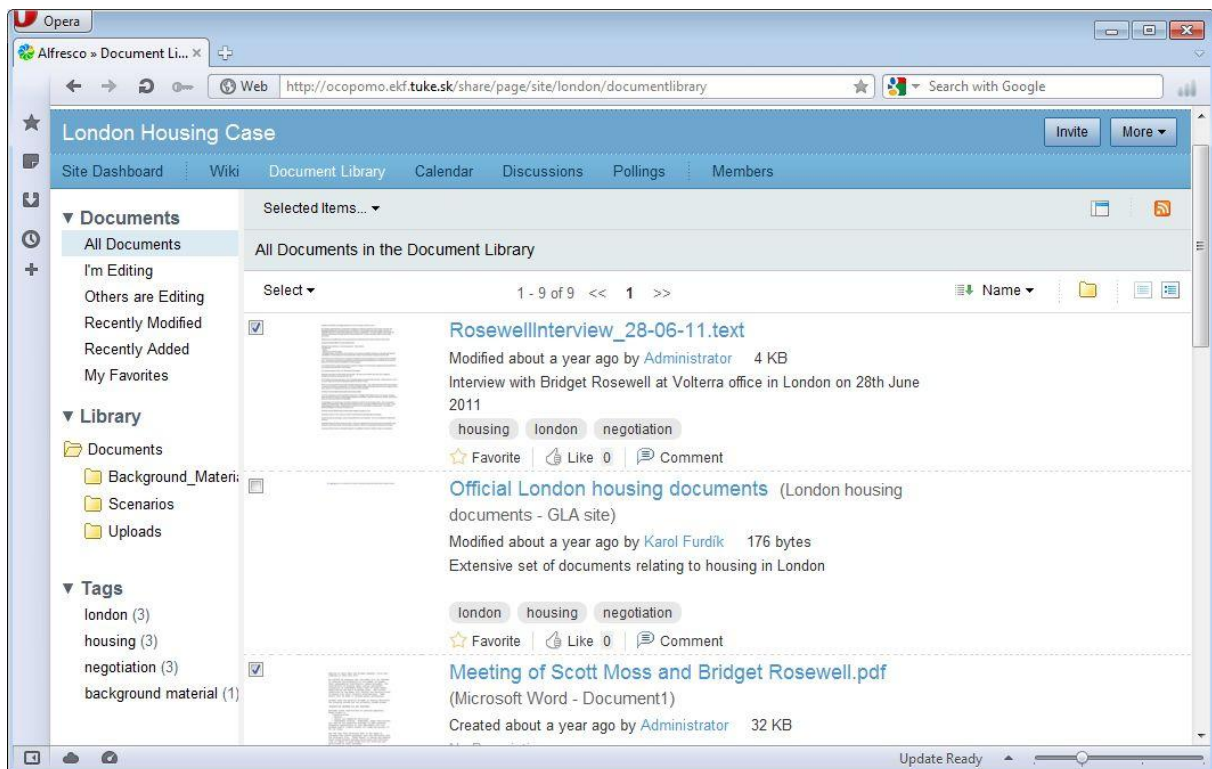 Opera
Alfresco » Document Li...
Web http://ocopomo.ekf.tuke.sk/share/page/site/london/documentlibrary Search with Google
London Housing Case Invite More
Site Dashboard Wiki Document Library Calendar Discussions Pollings Members
Documents
All Documents
I'm Editing
Others are Editing
Recently Modified
Recently Added
My Favorites
Library
Documents
Background_Materi
Scenarios
Uploads
Tags
london (3)
housing (3)
negotiation (3)
background material (1)
Selected Items...
All Documents in the Document Library
Select 1 - 9 of 9 << 1 >> Name
RosewellInterview_28-06-11.text
Modified about a year ago by Administrator 4 KB
Interview with Bridget Rosewell at Volterra office in London on 28th June
2011
housing london negotiation
Favorite Like 0 Comment
Official London housing documents (London housing
documents - GLA site)
Modified about a year ago by Karol Furdík 176 bytes
Extensive set of documents relating to housing in London
london housing negotiation
Favorite Like 0 Comment
Meeting of Scott Moss and Bridget Rosewell.pdf
(Microsoft Word - Document1)
Created about a year ago by Administrator 32 KB
Update Ready